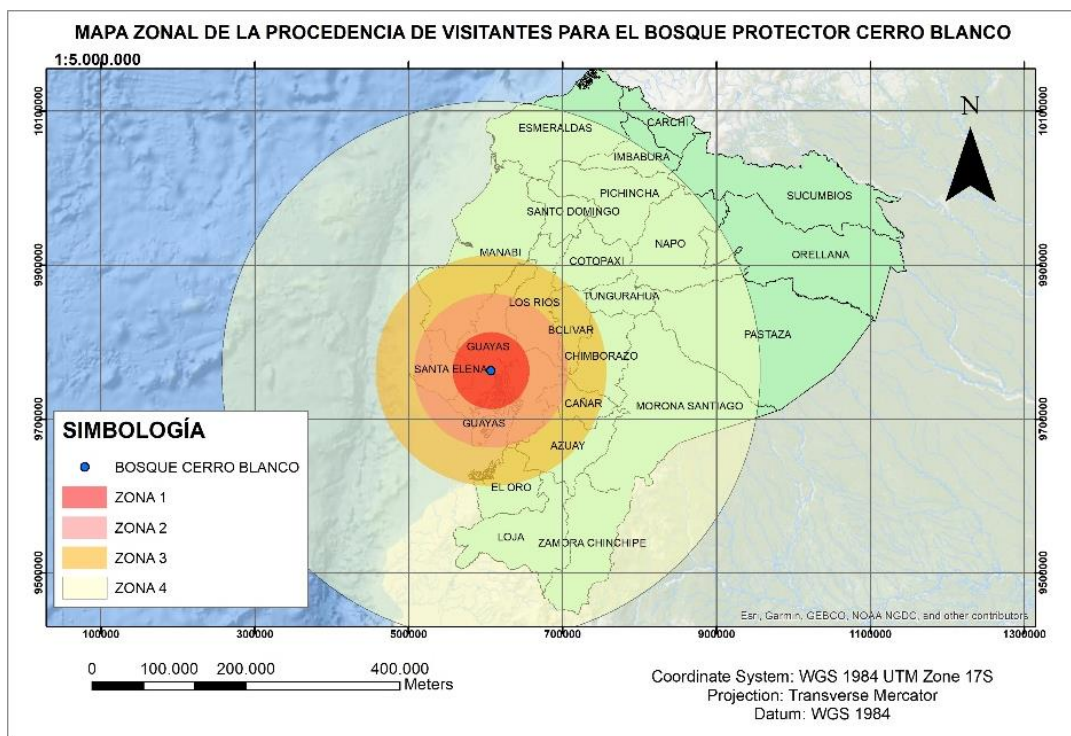 MAPA ZONAL DE LA PROCEDENCIA DE VISITANTES PARA EL BOSQUE PROTECTOR CERRO BLANCO
1:5.000.000
N
10100000
10100000
ESMERALDAS
CARCHI
IMBABURA
PICHINCHA
SUCUMBIOS
SANTO DOMINGO
NAPO
MANABI
COTOPAXI
ORELLANA
9900000
9900000
LOS RIOS
TUNGURAHUA
BOLIVAR
PASTAZA
GUAYAS
CHIMBORAZO
SANTA ELENA
CAÑAR
MORONA SANTIAGO
9700000
9700000
GUAYAS
AZUAY
EL ORO
LOJA
ZAMORA CHINCHIPE
9500000
9500000
SIMBOLOGÍA
BOSQUE CERRO BLANCO
ZONA 1
ZONA 2
ZONA 3
ZONA 4
Esri, Garmin, GEBCO, NOAA NGDC, and other contributors
100000 300000 500000 700000 900000 1100000 1300000
0 100.000 200.000 400.000
Meters
Coordinate System: WGS 1984 UTM Zone 17S
Projection: Transverse Mercator
Datum: WGS 1984